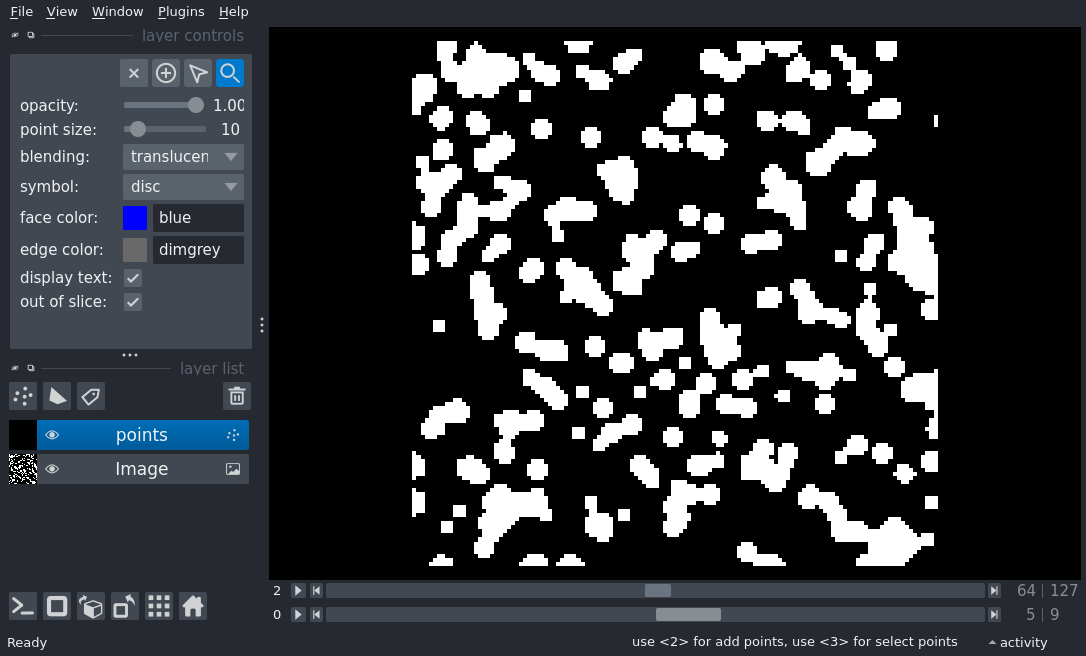 File View Window Plugins Help
layer controls
opacity: 1.00
point size: 10
blending: translucen
symbol: disc
face color: blue
edge color: dimgrey
display text:
out of slice:
layer list
points
Image
2 64 | 127
0 5 | 9
Ready use <2> for add points, use <3> for select points activity